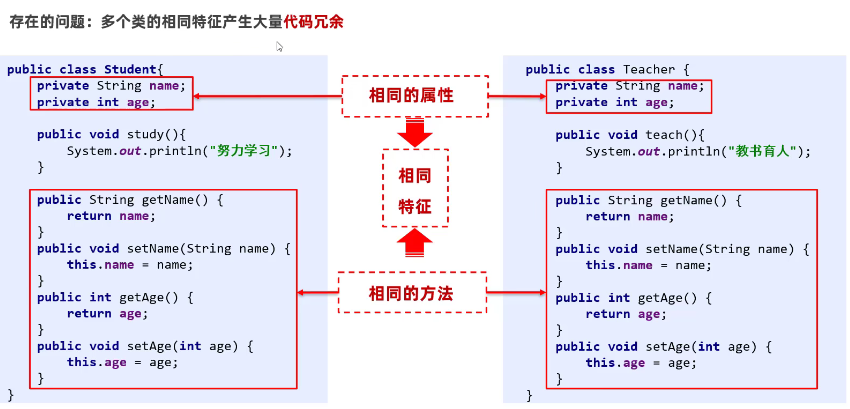 存在的问题：多个类的相同特征产生大量代码冗余
public class Student{
private String name;
private int age;
public void study(){
System.out.println("努力学习");
}
public String getName() {
return name;
}
public void setName(String name) {
this.name = name;
}
public int getAge() {
return age;
}
public void setAge(int age) {
this.age = age;
}
}
相同的属性
相同
特征
相同的方法
public class Teacher {
private String name;
private int age;
public void teach(){
System.out.println("教书育人");
}
public String getName() {
return name;
}
public void setName(String name) {
this.name = name;
}
public int getAge() {
return age;
}
public void setAge(int age) {
this.age = age;
}
}